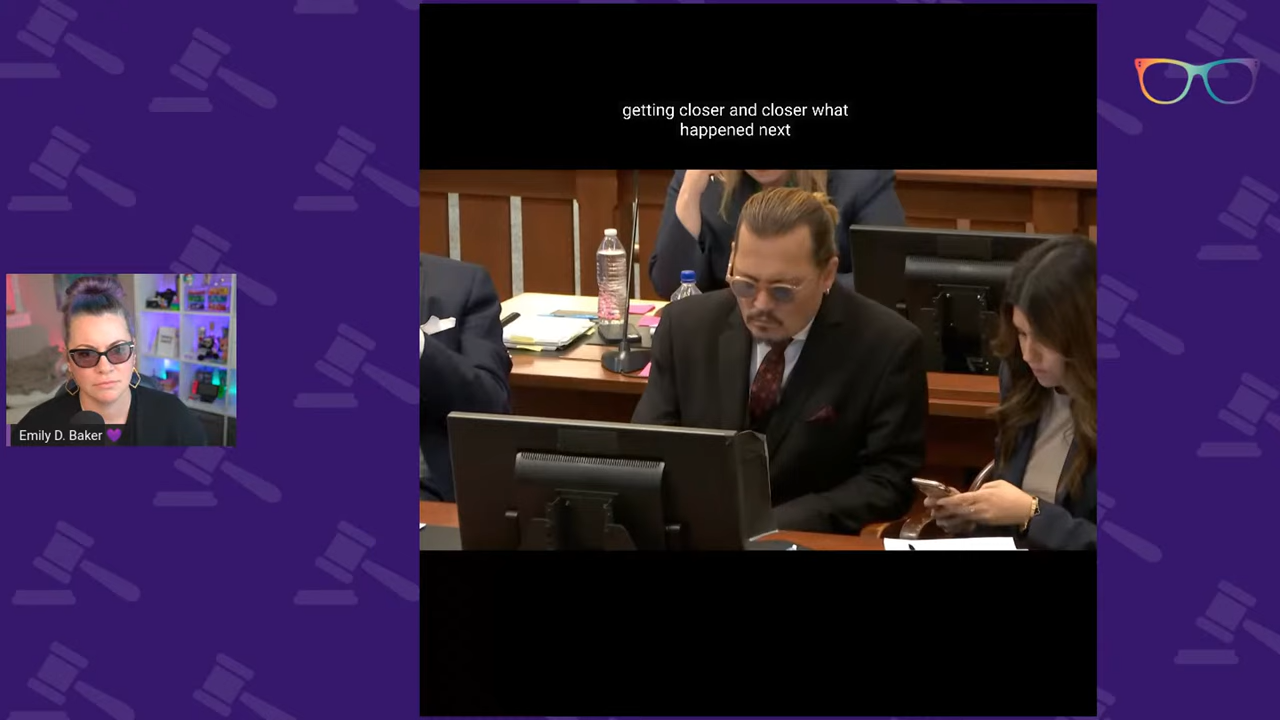 getting closer and closer what
happened next
Emily D. Baker 💜